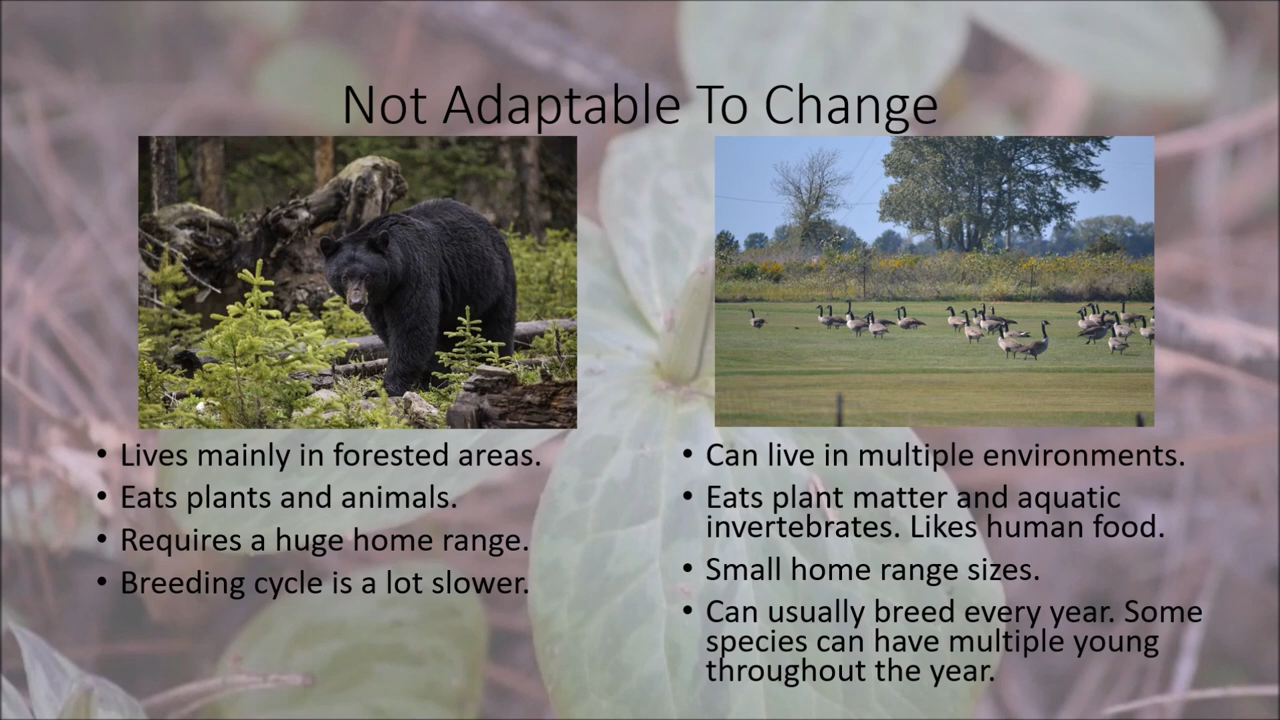 Not Adaptable To Change
• Lives mainly in forested areas.
• Eats plants and animals.
• Requires a huge home range.
• Breeding cycle is a lot slower.
• Can live in multiple environments.
• Eats plant matter and aquatic
invertebrates. Likes human food.
• Small home range sizes.
• Can usually breed every year. Some
species can have multiple young
throughout the year.